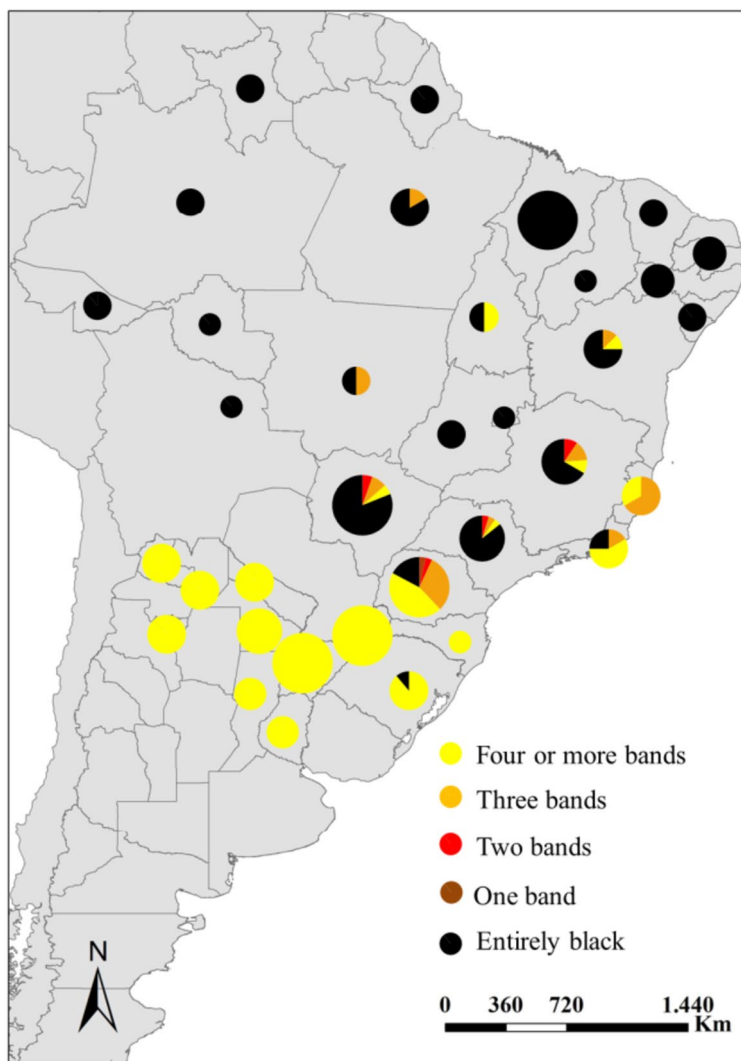 Four or more bands
Three bands
Two bands
One band
Entirely black
N
0 360 720 1.440
Km